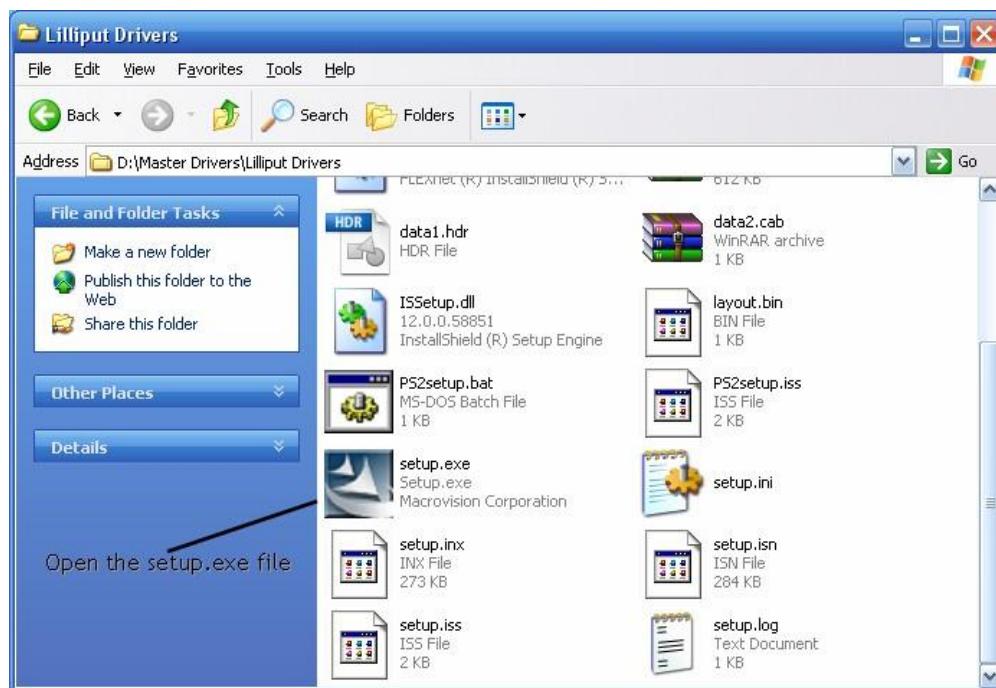 Lilliput Drivers
File Edit View Favorites Tools Help
Back Search Folders
Address D:\Master Drivers\Lilliput Drivers Go
File and Folder Tasks
Make a new folder
Publish this folder to the
Web
Share this folder
Other Places
Details
Open the setup.exe file
FLEXnet (R) InstallShield (R) S...
612 KB
HDR
data1.hdr
HDR File
data2.cab
WinRAR archive
1 KB
ISSetup.dll
12.0.0.58851
InstallShield (R) Setup Engine
layout.bin
BIN File
1 KB
PS2setup.bat
MS-DOS Batch File
1 KB
PS2setup.iss
ISS File
2 KB
setup.exe
Setup.exe
Macrovision Corporation
setup.ini
setup.inx
INX File
273 KB
setup.isn
ISN File
284 KB
setup.iss
ISS File
2 KB
setup.log
Text Document
1 KB